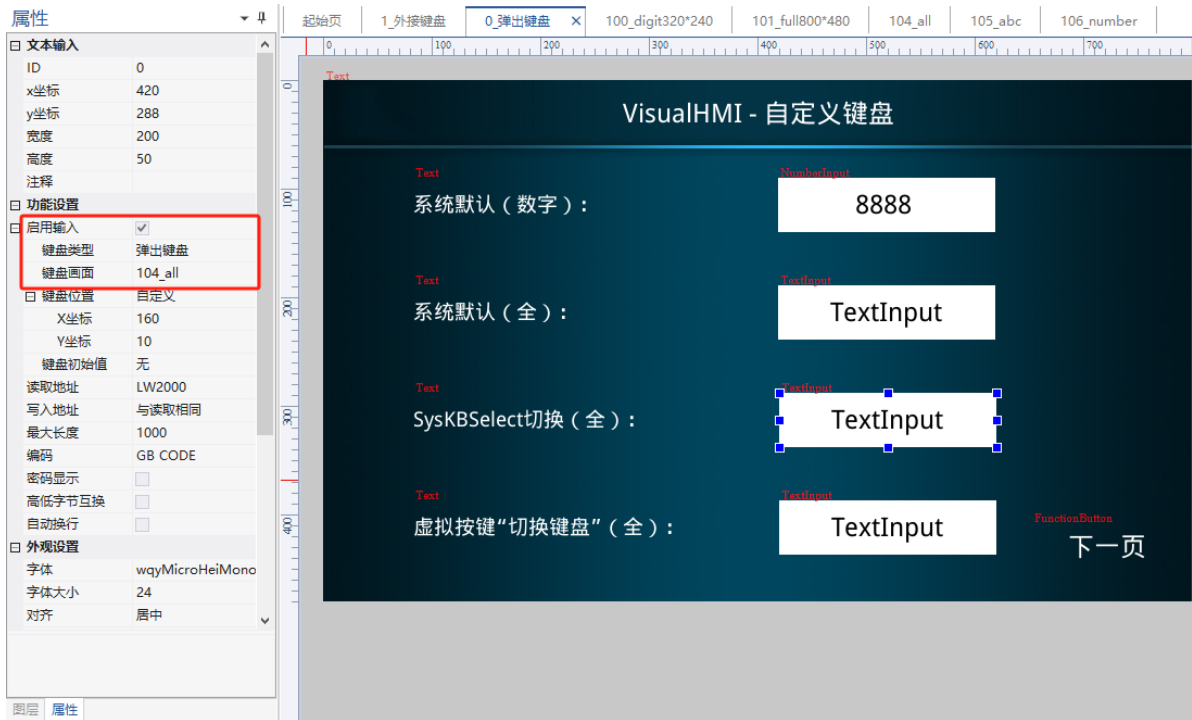 属性
起始页 1_外接键盘 0_弹出键盘 × 100_digit320*240 101_full800*480 104_all 105_abc 106_number
文本输入
ID 0
x坐标 420
y坐标 288
宽度 200
高度 50
注释
功能设置
启用输入
键盘类型 弹出键盘
键盘画面 104_all
键盘位置 自定义
X坐标 160
Y坐标 10
键盘初始值 无
读取地址 LW2000
写入地址 与读取相同
最大长度 1000
编码 GB CODE
密码显示
高低字节互换
自动换行
外观设置
字体 wqyMicroHeiMono
字体大小 24
对齐 居中
图层 属性
0 100 200 300 400 500 600 700
0
100
200
300
400
Text
VisualHMI - 自定义键盘
Text NumberInput
系统默认（数字）: 8888
Text TextInput
系统默认（全）: TextInput
Text TextInput
SysKBSelect切换（全）: TextInput
Text TextInput
虚拟按键“切换键盘”（全）: TextInput
FunctionButton
下一页